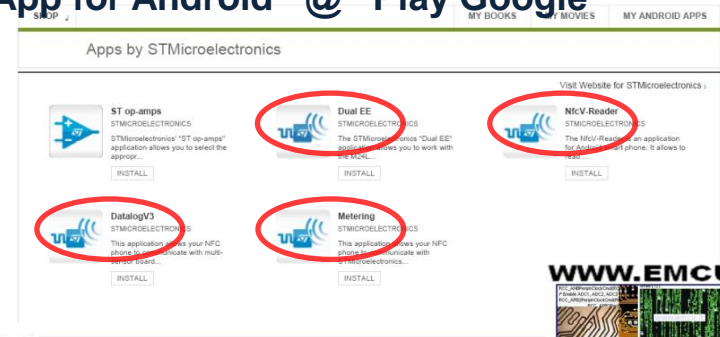 App for Android @ Play Google
SHOP
MY BOOKS
MY MOVIES
MY ANDROID APPS
Apps by STMicroelectronics
Visit Website for STMicroelectronics ›
ST op-amps
STMICROELECTRONICS
STMicroelectronics' "ST op-amps"
application allows you to select the
appropr...
INSTALL
Dual EE
STMICROELECTRONICS
The STMicroelectronics "Dual EE"
application allows you to work with
the M24L...
INSTALL
NfcV-Reader
STMICROELECTRONICS
The NfcV-Reader is an application
for Android smart phone. It allows to
read ...
INSTALL
DatalogV3
STMICROELECTRONICS
This application allows your NFC
phone to communicate with multi-
sensor board...
INSTALL
Metering
STMICROELECTRONICS
This application allows your NFC
phone to communicate with
STMicroelectronics...
INSTALL
WWW.EMCU